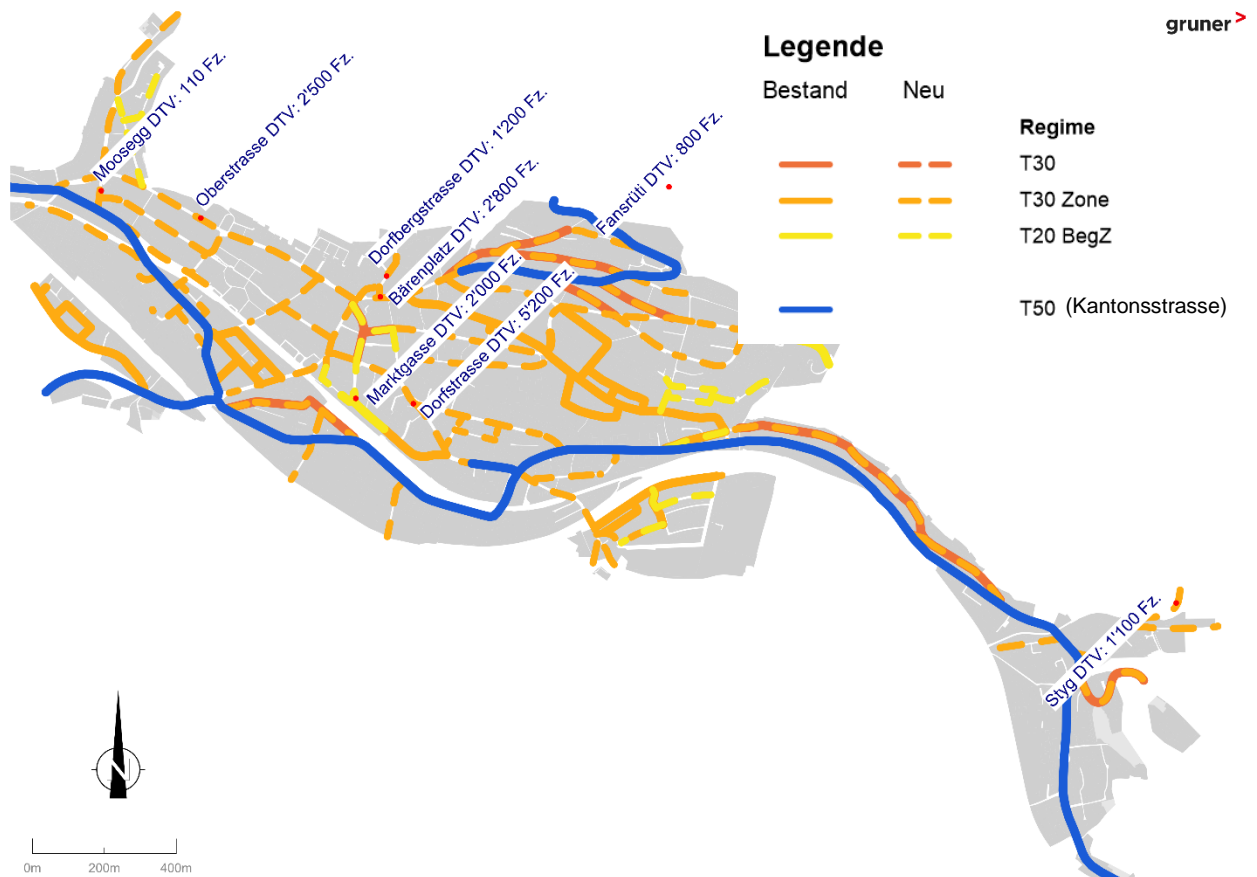 gruner >
Legende
Bestand Neu
Regime
T30
T30 Zone
T20 BegZ
T50 (Kantonsstrasse)
Moosegg DTV: 110 Fz.
Oberstrasse DTV: 2'500 Fz.
Dorfbergstrasse DTV: 1'200 Fz.
Bärenplatz DTV: 2'800 Fz.
Marktgasse DTV: 2'000 Fz.
Dorfstrasse DTV: 5'200 Fz.
Fansrüti DTV: 800 Fz.
Styg DTV: 1'100 Fz.
N
0m 200m 400m